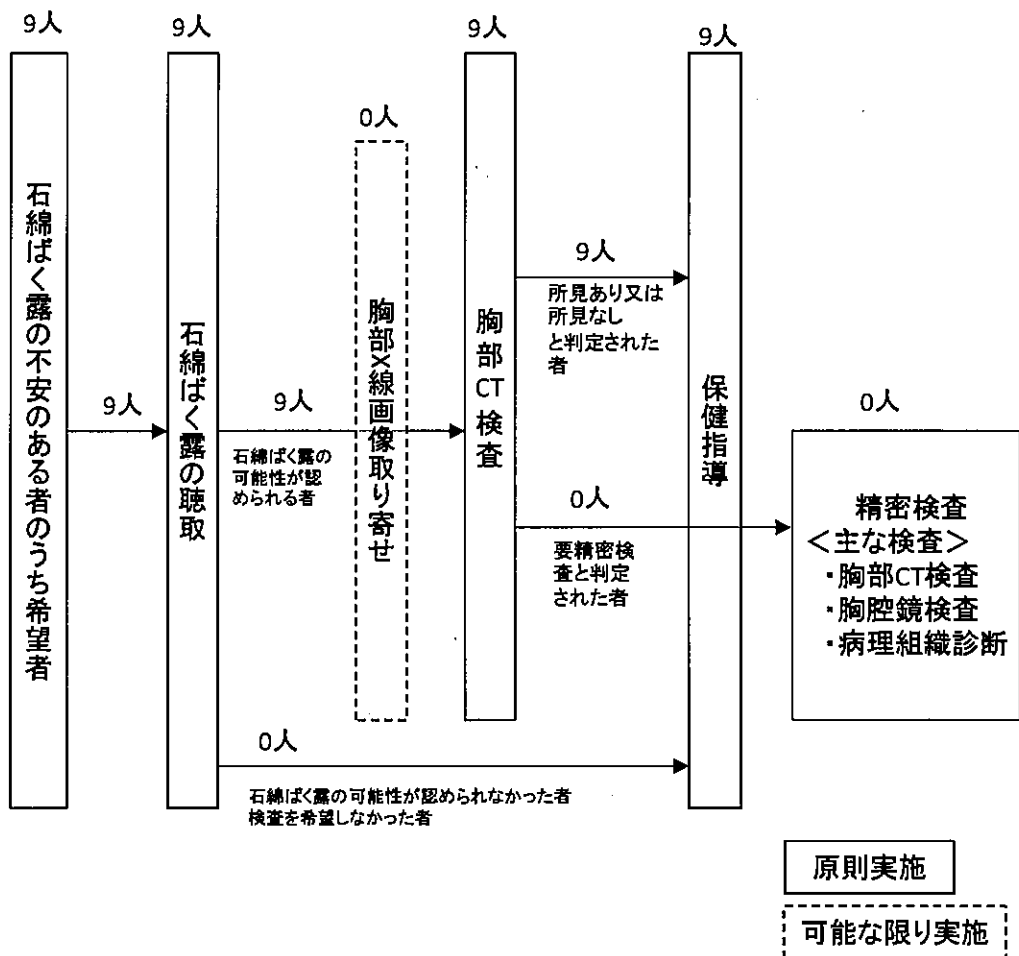 9人
石綿ばく露の不安のある者のうち希望者
9人
9人
石綿ばく露の聴取
9人
石綿ばく露の
可能性が認
められる者
0人
胸部X線画像取り寄せ
9人
胸部CT検査
9人
所見あり又は
所見なし
と判定された
者
0人
要精密検
査と判定
された者
0人
石綿ばく露の可能性が認められなかった者
検査を希望しなかった者
9人
保健指導
0人
精密検査
＜主な検査＞
・胸部CT検査
・胸腔鏡検査
・病理組織診断
原則実施
可能な限り実施